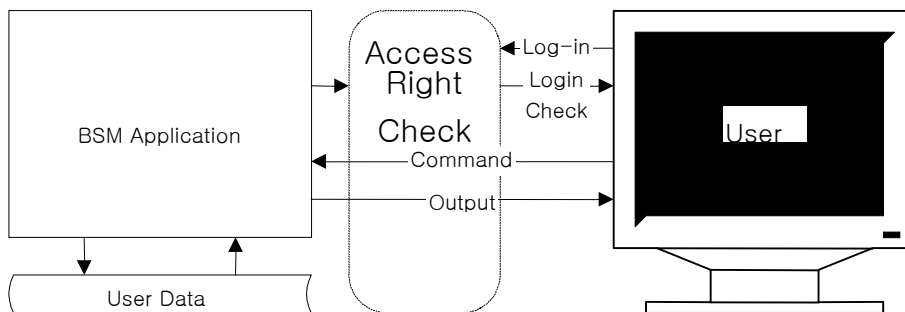 Access
Right
Check
Log-in
Login
Check
BSM Application
User
Command
Output
User Data